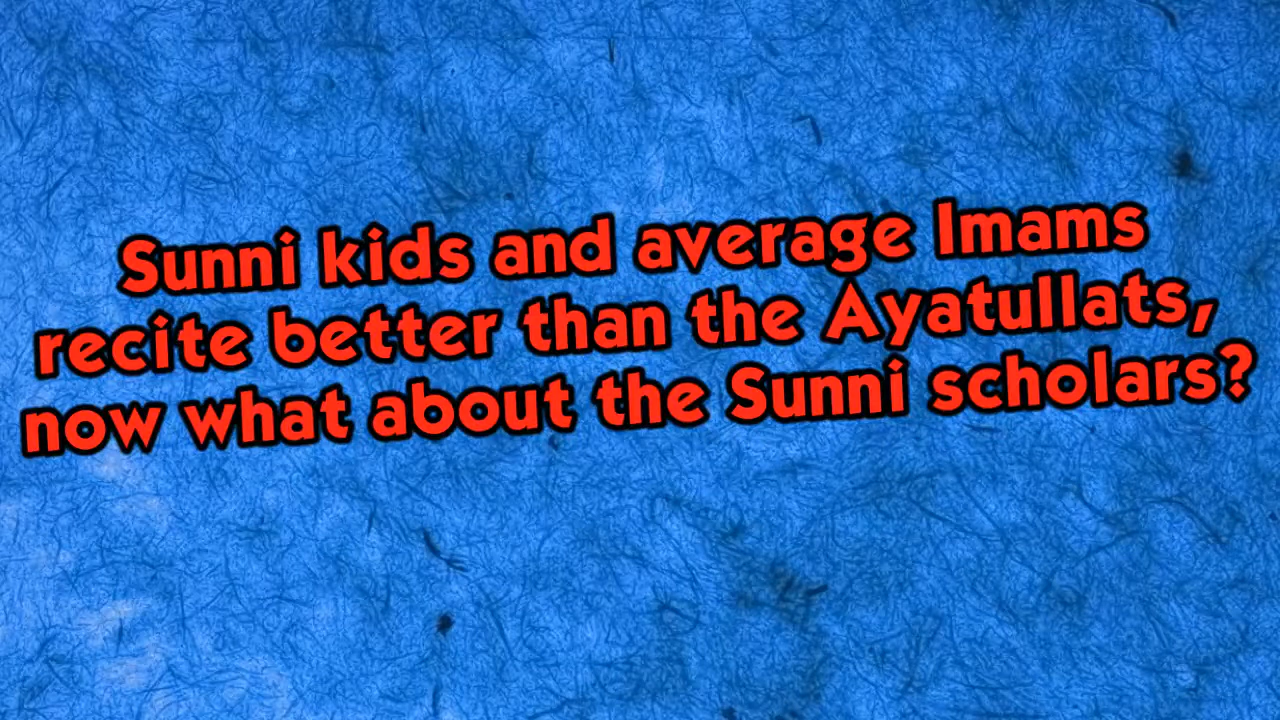 Sunni kids and average Imams
recite better than the Ayatullats,
now what about the Sunni scholars?